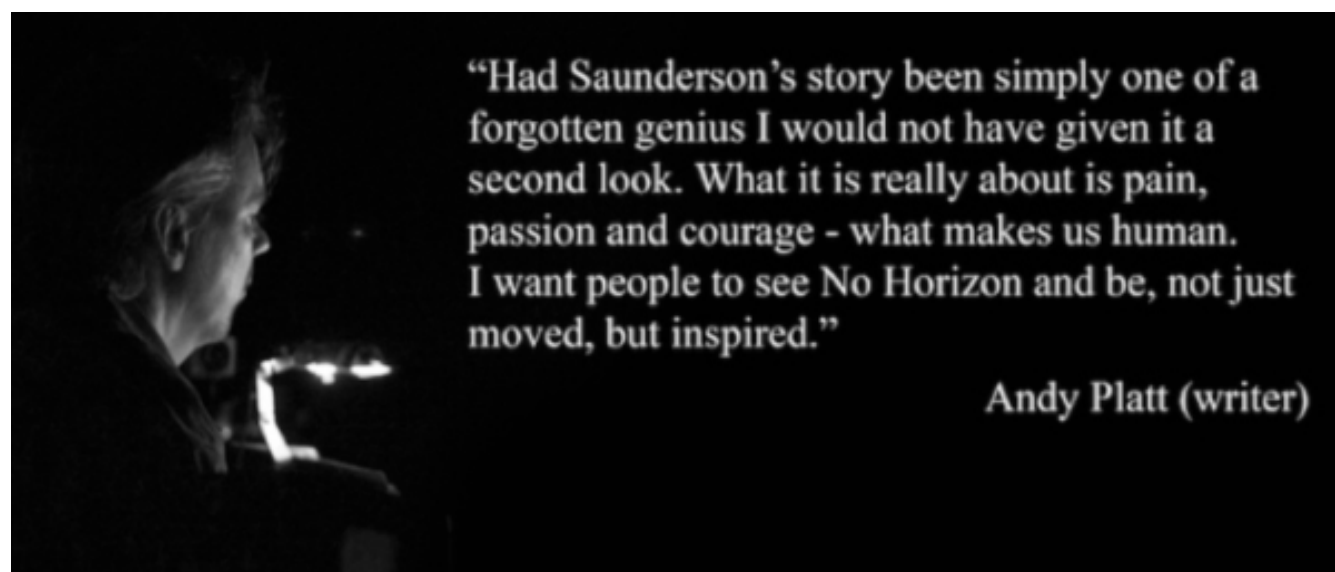 “Had Saunderson’s story been simply one of a
forgotten genius I would not have given it a
second look. What it is really about is pain,
passion and courage - what makes us human.
I want people to see No Horizon and be, not just
moved, but inspired.”
Andy Platt (writer)